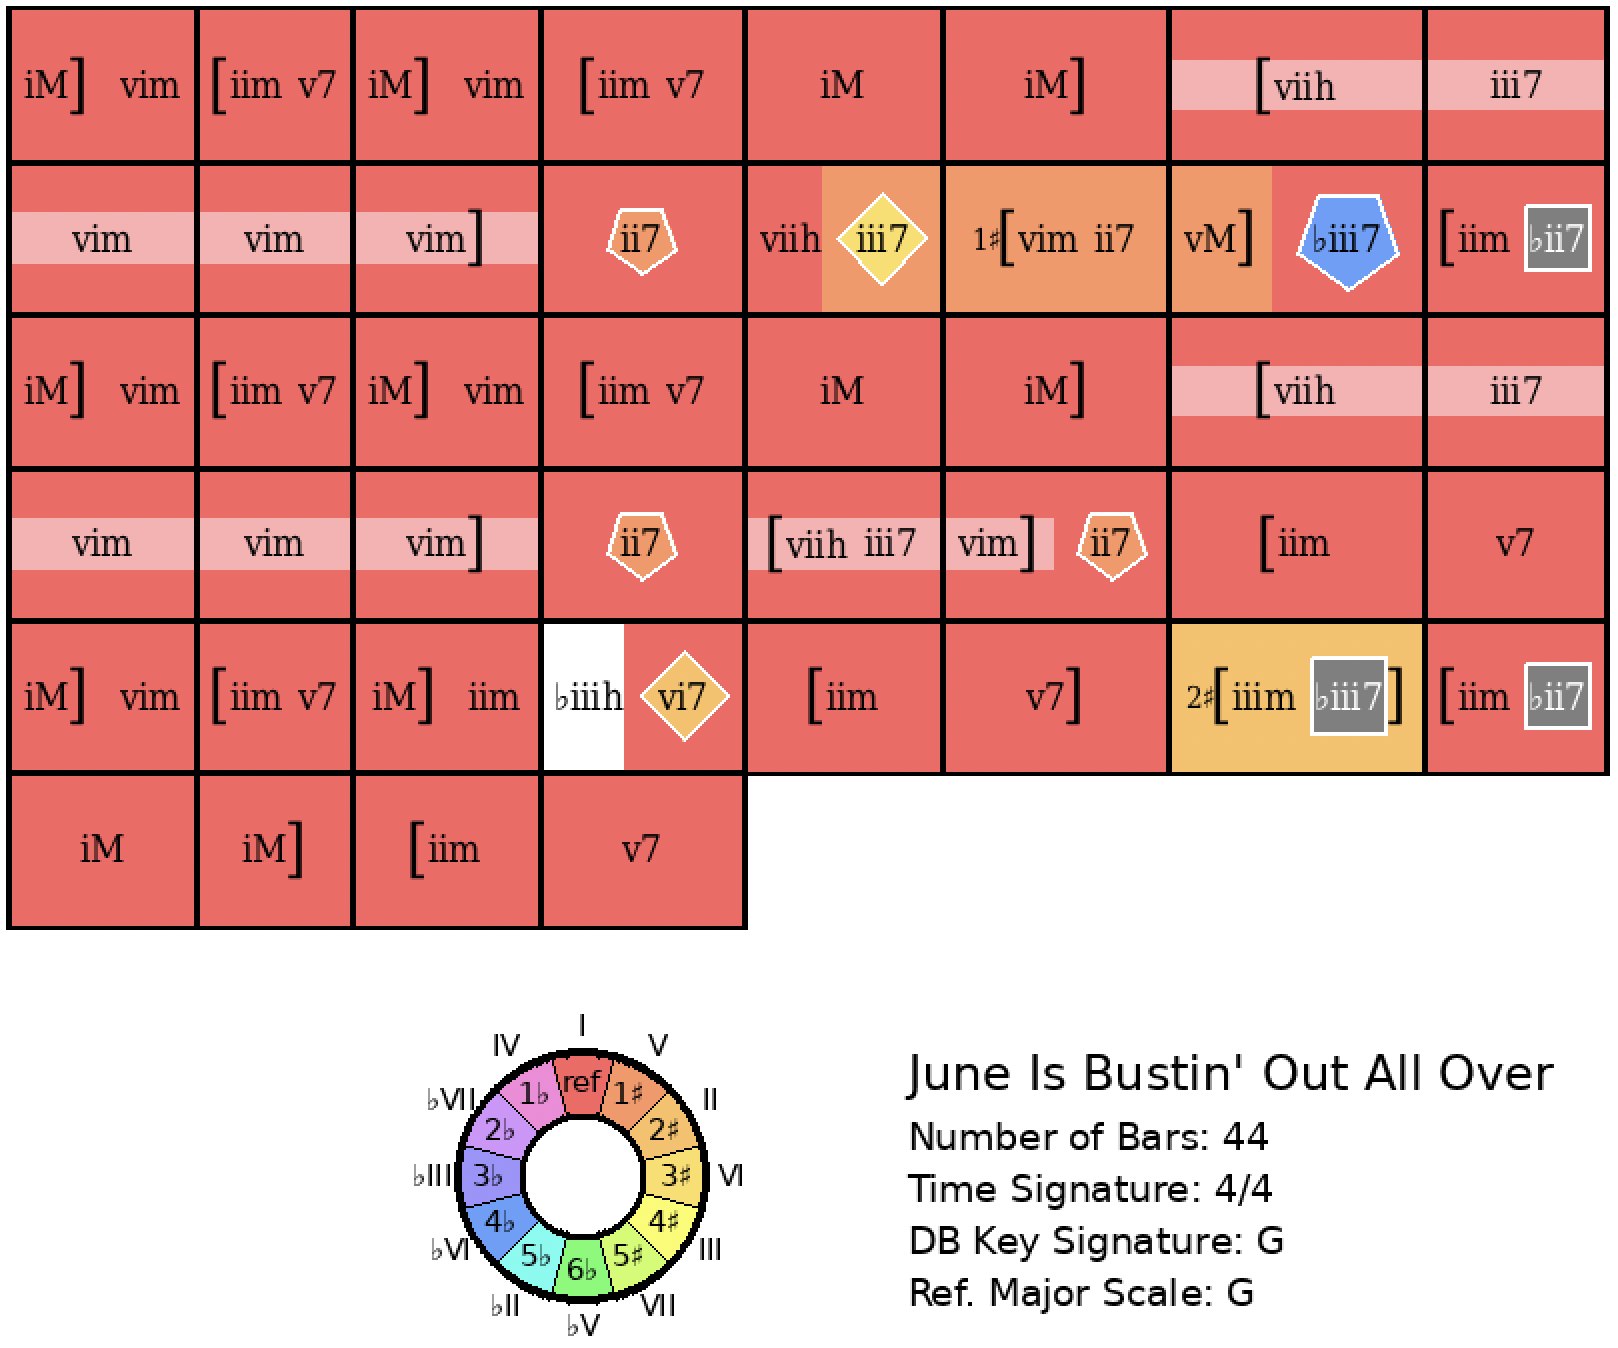 iM] vim [iim v7 iM] vim [iim v7 iM iM] [viih iii7
vim vim vim] ii7 viih iii7 1♯[vim ii7 vM] ♭iii7 [iim ♭ii7
iM] vim [iim v7 iM] vim [iim v7 iM iM] [viih iii7
vim vim vim] ii7 [viih iii7 vim] ii7 [iim v7
iM] vim [iim v7 iM] iim ♭iiih vi7 [iim v7] 2♯[iiim ♭iii7] [iim ♭ii7
iM iM] [iim v7
I
IV V
♭VII II
♭III VI
♭VI III
♭II VII
♭V
ref
1♭ 1♯
2♭ 2♯
3♭ 3♯
4♭ 4♯
5♭ 5♯
6♭
June Is Bustin' Out All Over
Number of Bars: 44
Time Signature: 4/4
DB Key Signature: G
Ref. Major Scale: G